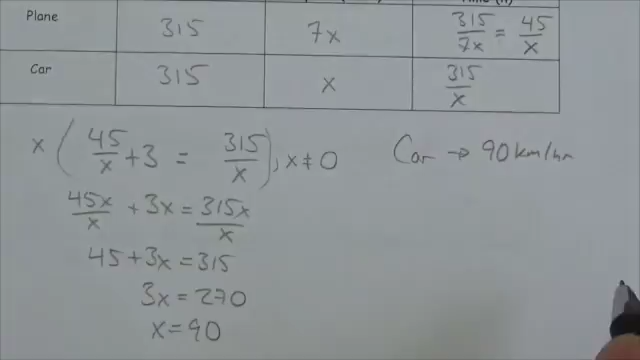 Plane 315 7x 315/7x = 45/x
Car 315 x 315/x
x ( 45/x + 3 = 315/x ), x ≠ 0
Car → 90 km/hr
45x/x + 3x = 315x/x
45 + 3x = 315
3x = 270
x = 90